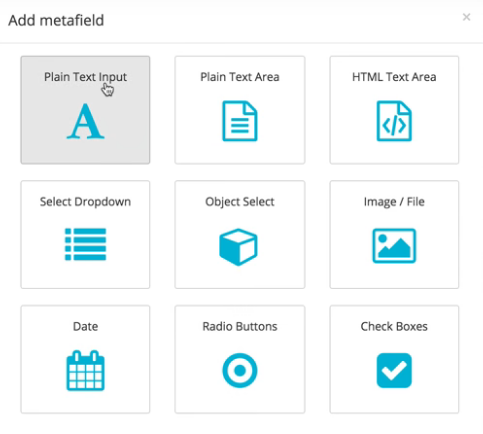 Add metafield
×
Plain Text Input
Plain Text Area
HTML Text Area
A
</>
Select Dropdown
Object Select
Image / File
Date
Radio Buttons
Check Boxes